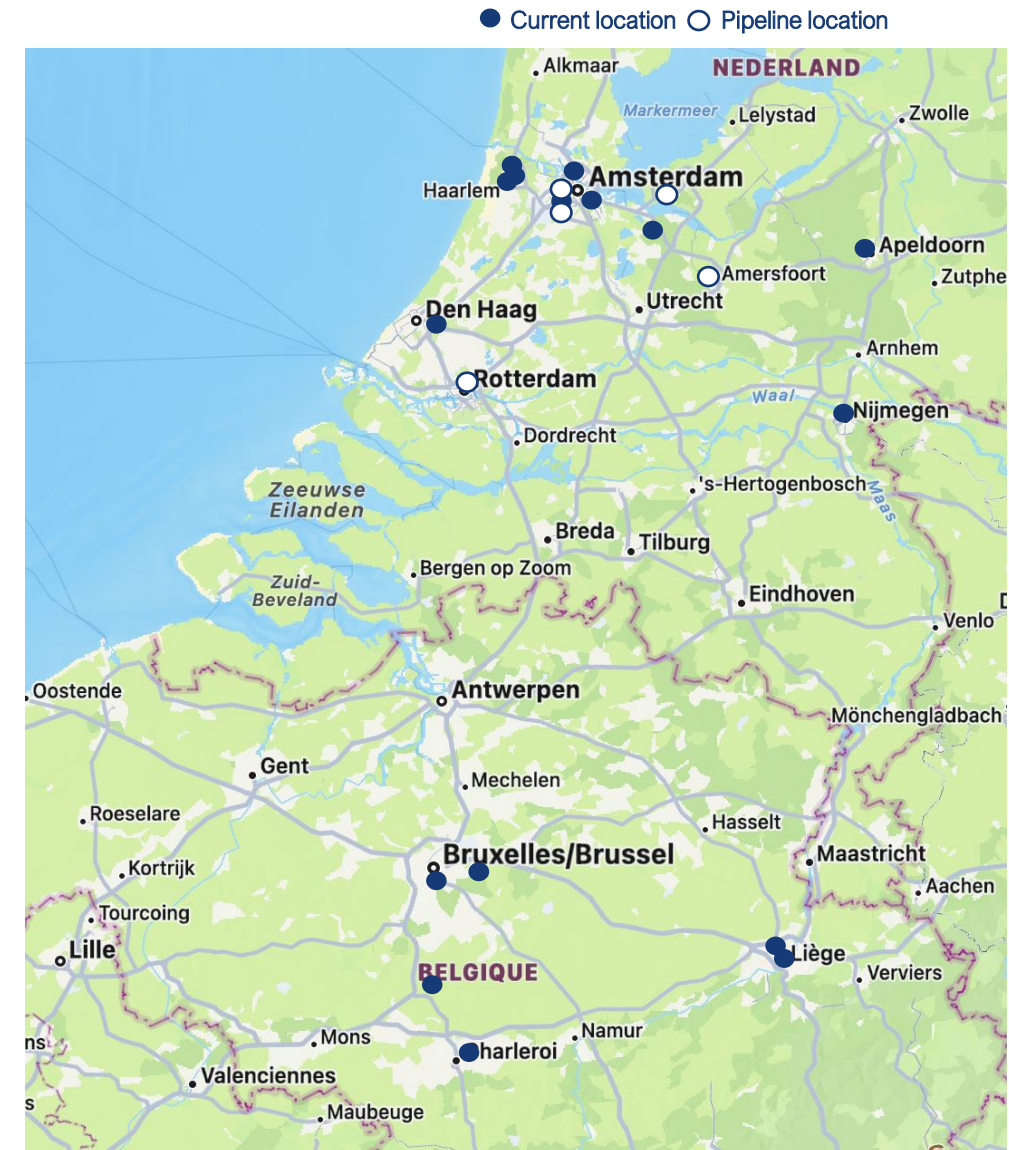 Current location
Pipeline location
Alkmaar
NEDERLAND
Markermeer
Lelystad
Zwolle
Amsterdam
Haarlem
Apeldoorn
Amersfoort
Zutphe
Utrecht
Den Haag
Arnhem
Rotterdam
Waal
Nijmegen
Dordrecht
's-Hertogenbosch
Maas
Zeeuwse
Eilanden
Breda
Tilburg
Bergen op Zoom
Zuid-
Beveland
Eindhoven
Venlo
Oostende
Antwerpen
Mönchengladbach
Gent
Mechelen
Roeselare
Hasselt
Bruxelles/Brussel
Maastricht
Kortrijk
Aachen
Tourcoing
Lille
Liège
BELGIQUE
Verviers
Namur
Mons
ns
harleroi
Valenciennes
s
Maubeuge